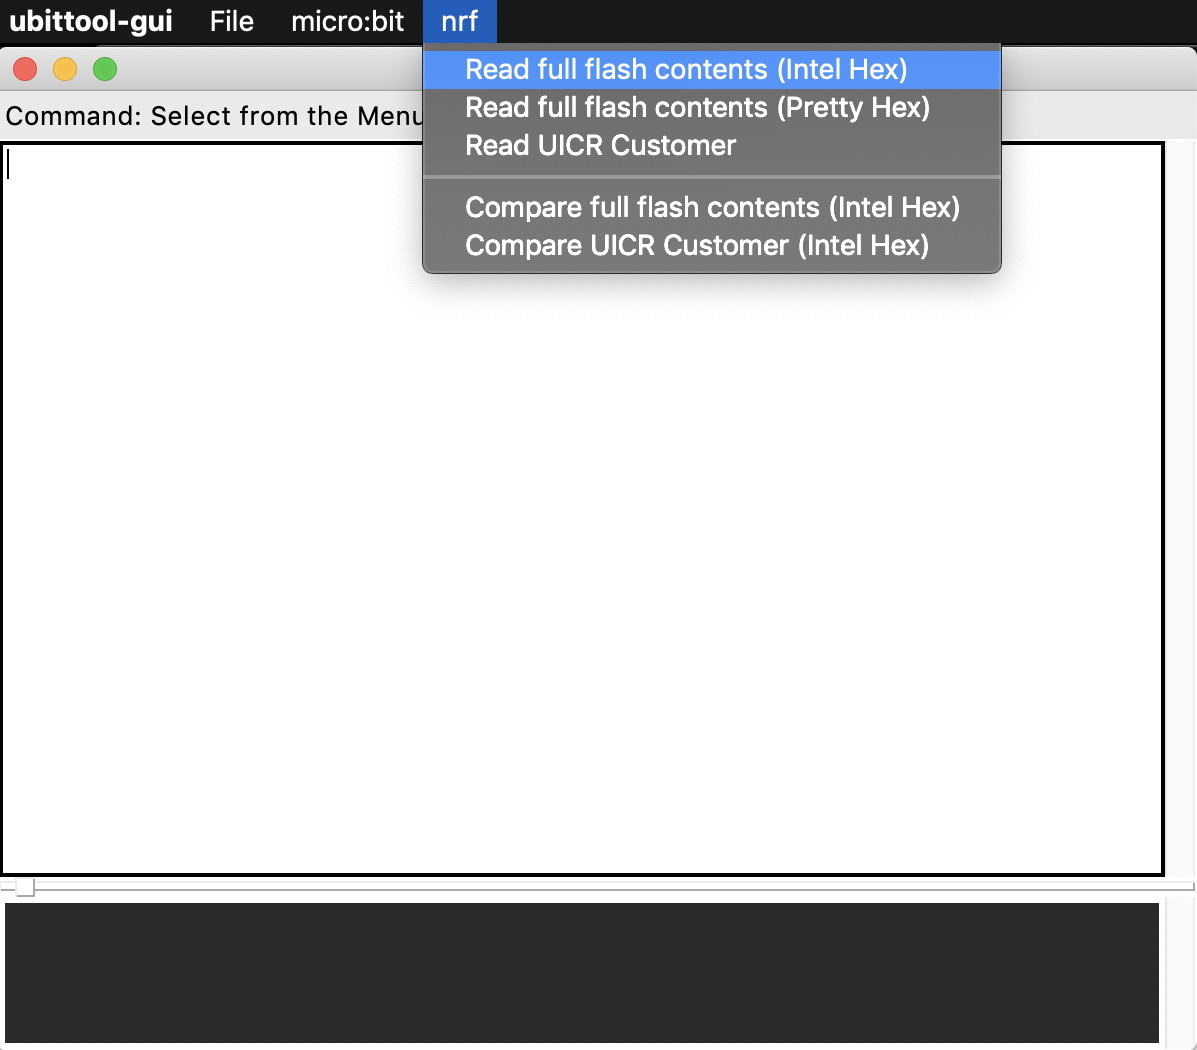 ubittool-gui File micro:bit nrf
Read full flash contents (Intel Hex)
Read full flash contents (Pretty Hex)
Command: Select from the Menu
Read UICR Customer
Compare full flash contents (Intel Hex)
Compare UICR Customer (Intel Hex)